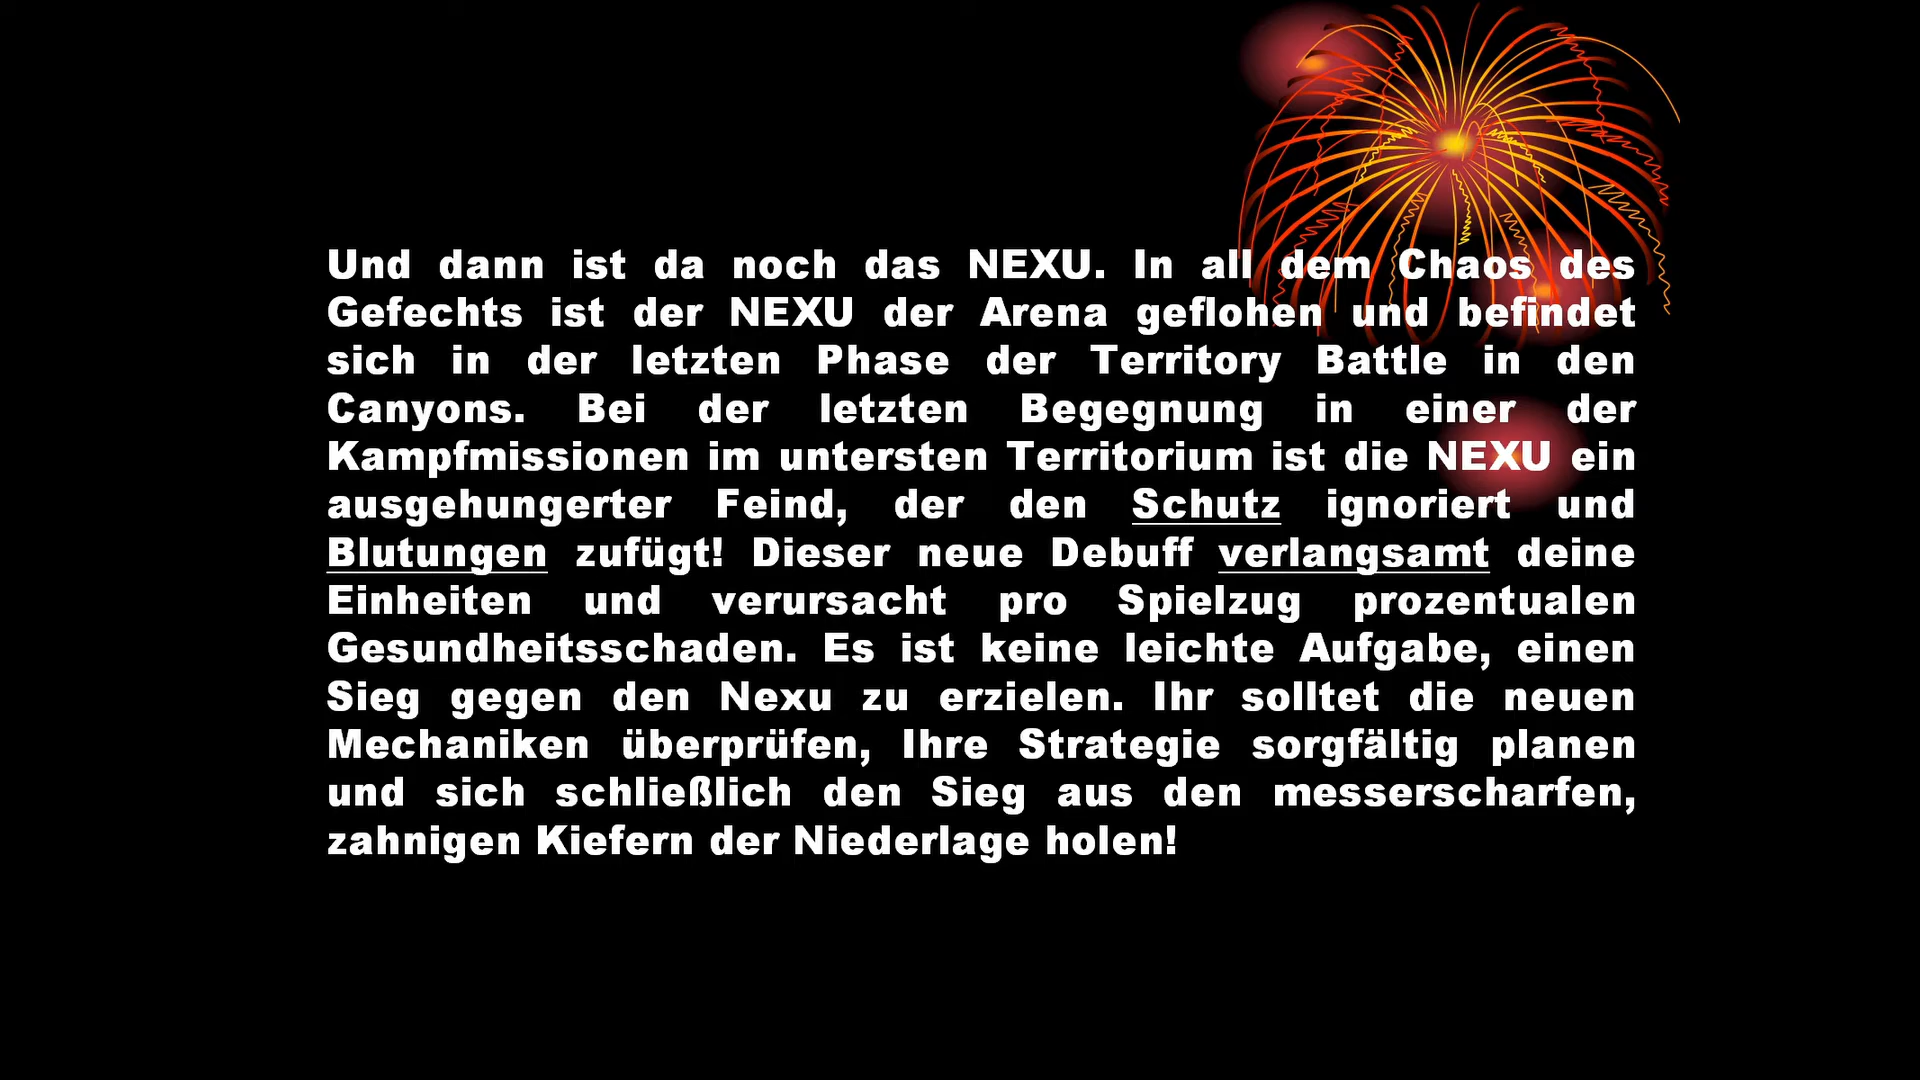 Und dann ist da noch das NEXU. In all dem Chaos des
Gefechts ist der NEXU der Arena geflohen und befindet
sich in der letzten Phase der Territory Battle in den
Canyons. Bei der letzten Begegnung in einer der
Kampfmissionen im untersten Territorium ist die NEXU ein
ausgehungerter Feind, der den Schutz ignoriert und
Blutungen zufügt! Dieser neue Debuff verlangsamt deine
Einheiten und verursacht pro Spielzug prozentualen
Gesundheitsschaden. Es ist keine leichte Aufgabe, einen
Sieg gegen den Nexu zu erzielen. Ihr solltet die neuen
Mechaniken überprüfen, Ihre Strategie sorgfältig planen
und sich schließlich den Sieg aus den messerscharfen,
zahnigen Kiefern der Niederlage holen!